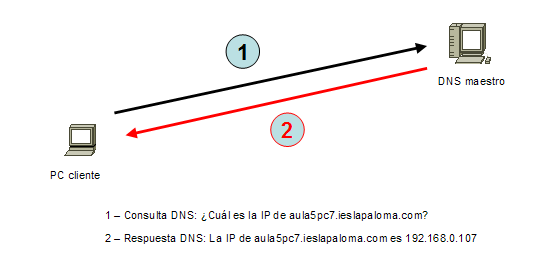 1
DNS maestro
2
PC cliente
1 – Consulta DNS: ¿Cuál es la IP de aula5pc7.ieslapaloma.com?
2 – Respuesta DNS: La IP de aula5pc7.ieslapaloma.com es 192.168.0.107